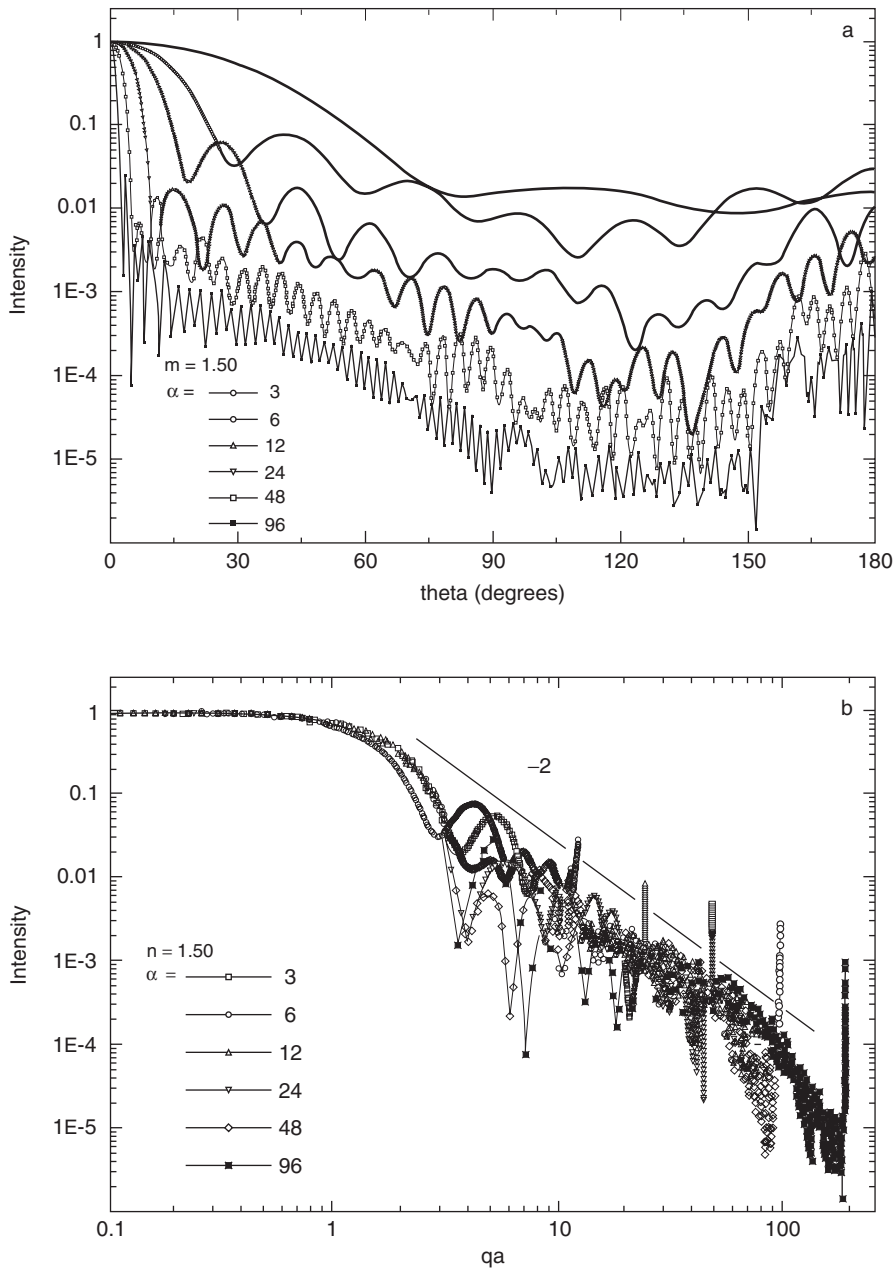 a
1
0.1
0.01
1E-3
1E-4
1E-5
Intensity
m = 1.50
α =
3
6
12
24
48
96
0 30 60 90 120 150 180
theta (degrees)
b
1
0.1
0.01
1E-3
1E-4
1E-5
Intensity
–2
n = 1.50
α =
3
6
12
24
48
96
0.1 1 10 100
qa